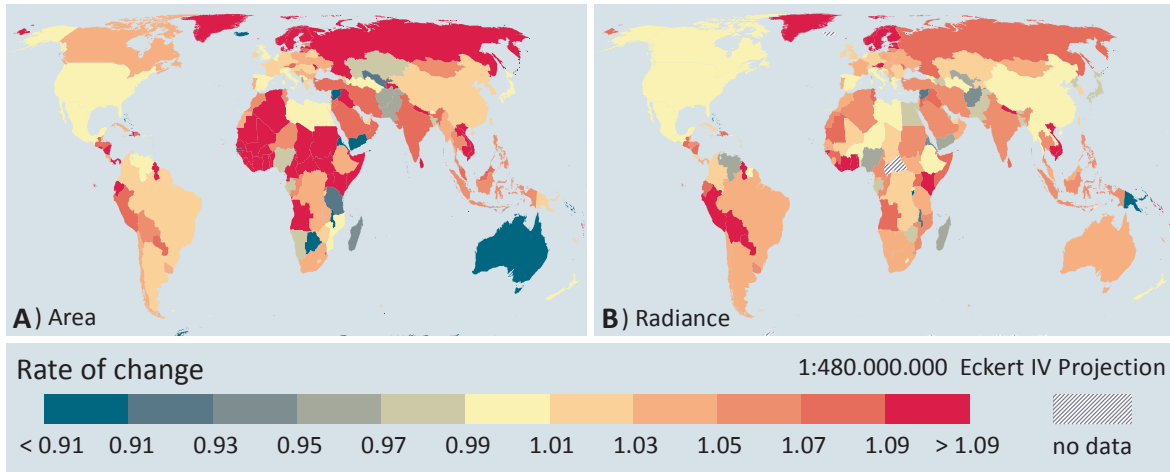 A) Area
B) Radiance
Rate of change
1:480.000.000 Eckert IV Projection
< 0.91 0.91 0.93 0.95 0.97 0.99 1.01 1.03 1.05 1.07 1.09 > 1.09
no data